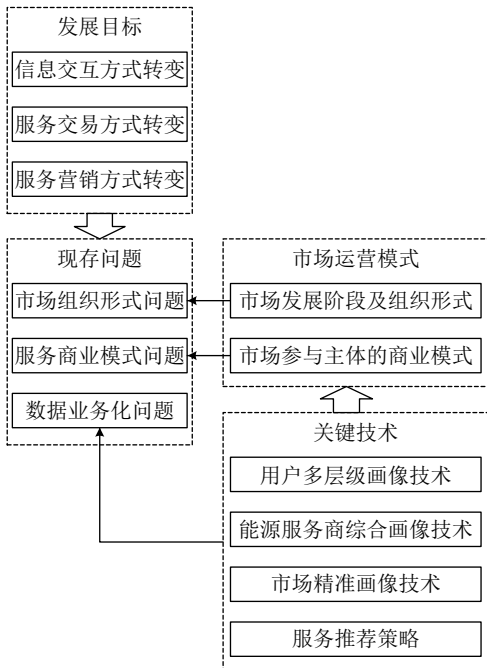 发展目标
信息交互方式转变
服务交易方式转变
服务营销方式转变
现存问题
市场组织形式问题
服务商业模式问题
数据业务化问题
市场运营模式
市场发展阶段及组织形式
市场参与主体的商业模式
关键技术
用户多层级画像技术
能源服务商综合画像技术
市场精准画像技术
服务推荐策略